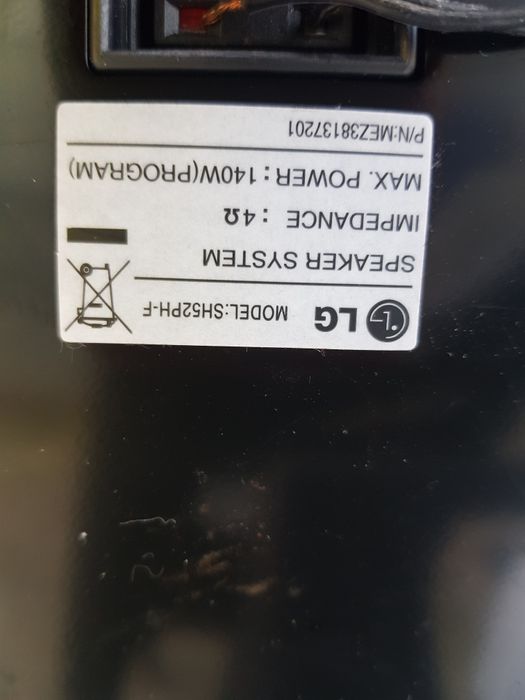 LG MODEL:SH52PH-F
SPEAKER SYSTEM
IMPEDANCE : 4Ω
MAX. POWER : 140W(PROGRAM)
P/N:MEZ38137201